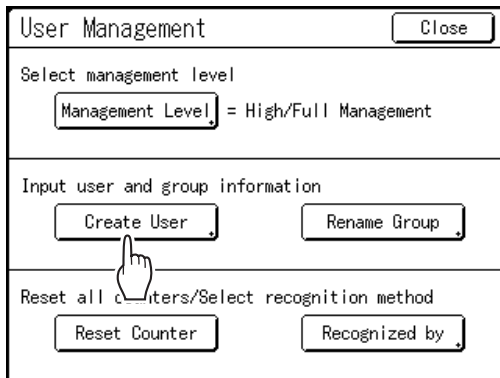 User Management
Close
Select management level
Management Level = High/Full Management
Input user and group information
Create User
Rename Group
Reset all counters/Select recognition method
Reset Counter
Recognized by